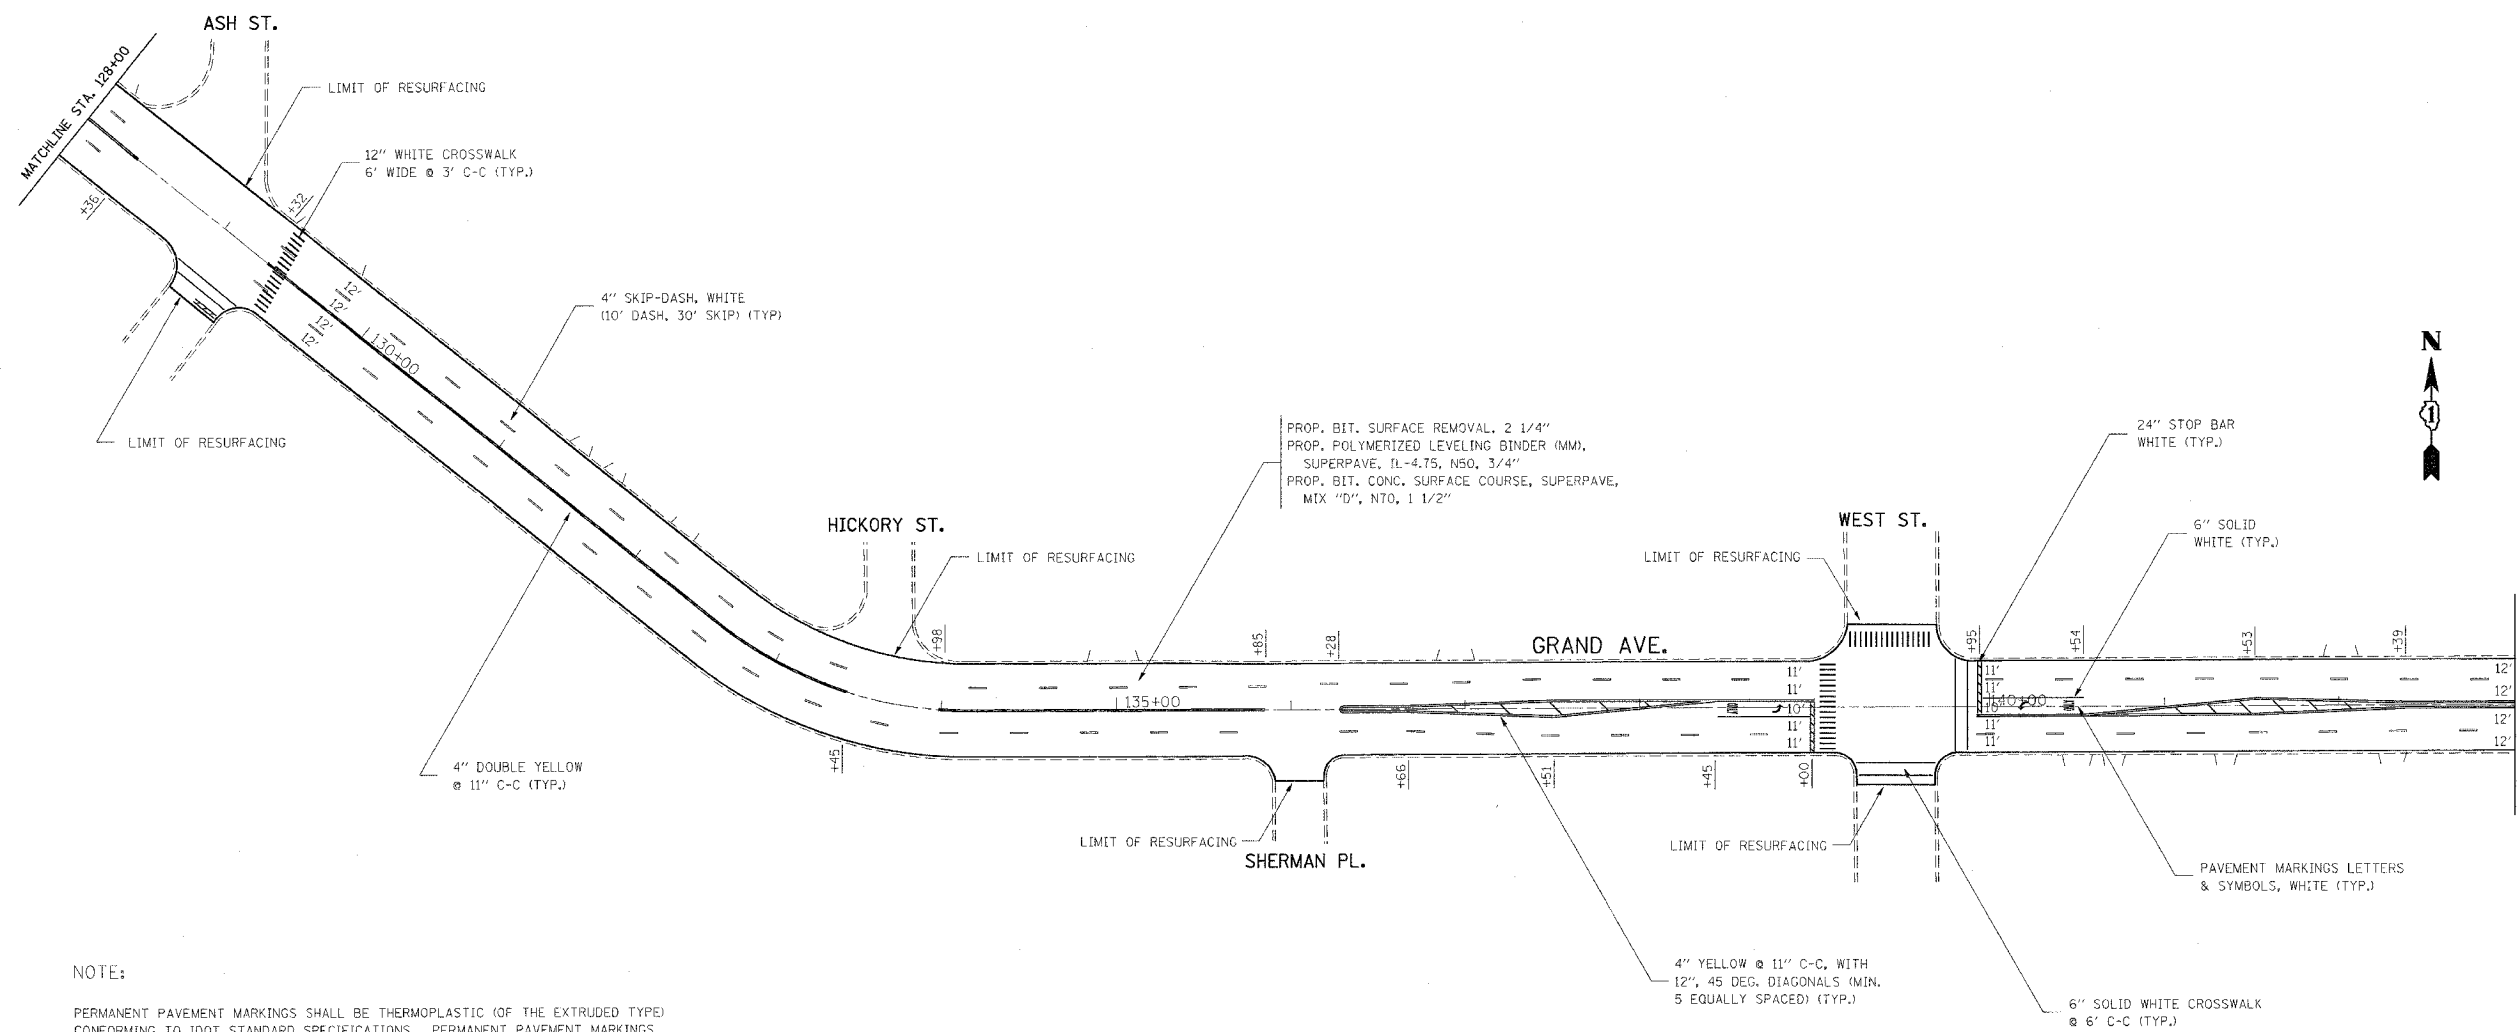 ASH ST.
MATCHLINE STA. 128+00
LIMIT OF RESURFACING
12" WHITE CROSSWALK
6' WIDE @ 3' C-C (TYP.)
+36
+32
12'
12'
12'
12'
130+00
4" SKIP-DASH, WHITE
(10' DASH, 30' SKIP) (TYP)
LIMIT OF RESURFACING
N
1
PROP. BIT. SURFACE REMOVAL, 2 1/4"
PROP. POLYMERIZED LEVELING BINDER (MM),
SUPERPAVE, IL-4.75, N50, 3/4"
PROP. BIT. CONC. SURFACE COURSE, SUPERPAVE,
MIX "D", N70, 1 1/2"
24" STOP BAR
WHITE (TYP.)
HICKORY ST.
LIMIT OF RESURFACING
WEST ST.
LIMIT OF RESURFACING
6" SOLID
WHITE (TYP.)
+98
+85
+28
GRAND AVE.
+95
+54
+53
+39
135+00
11'
11'
10'
11'
11'
11'
11'
10'
11'
11'
140+00
12'
12'
12'
12'
4" DOUBLE YELLOW
@ 11" C-C (TYP.)
+45
+66
+51
+45
+00
LIMIT OF RESURFACING
SHERMAN PL.
LIMIT OF RESURFACING
PAVEMENT MARKINGS LETTERS
& SYMBOLS, WHITE (TYP.)
4" YELLOW @ 11" C-C, WITH
12", 45 DEG. DIAGONALS (MIN.
5 EQUALLY SPACED) (TYP.)
6" SOLID WHITE CROSSWALK
@ 6' C-C (TYP.)
NOTE:
PERMANENT PAVEMENT MARKINGS SHALL BE THERMOPLASTIC (OF THE EXTRUDED TYPE)
CONFORMING TO IDOT STANDARD SPECIFICATIONS. PERMANENT PAVEMENT MARKINGS